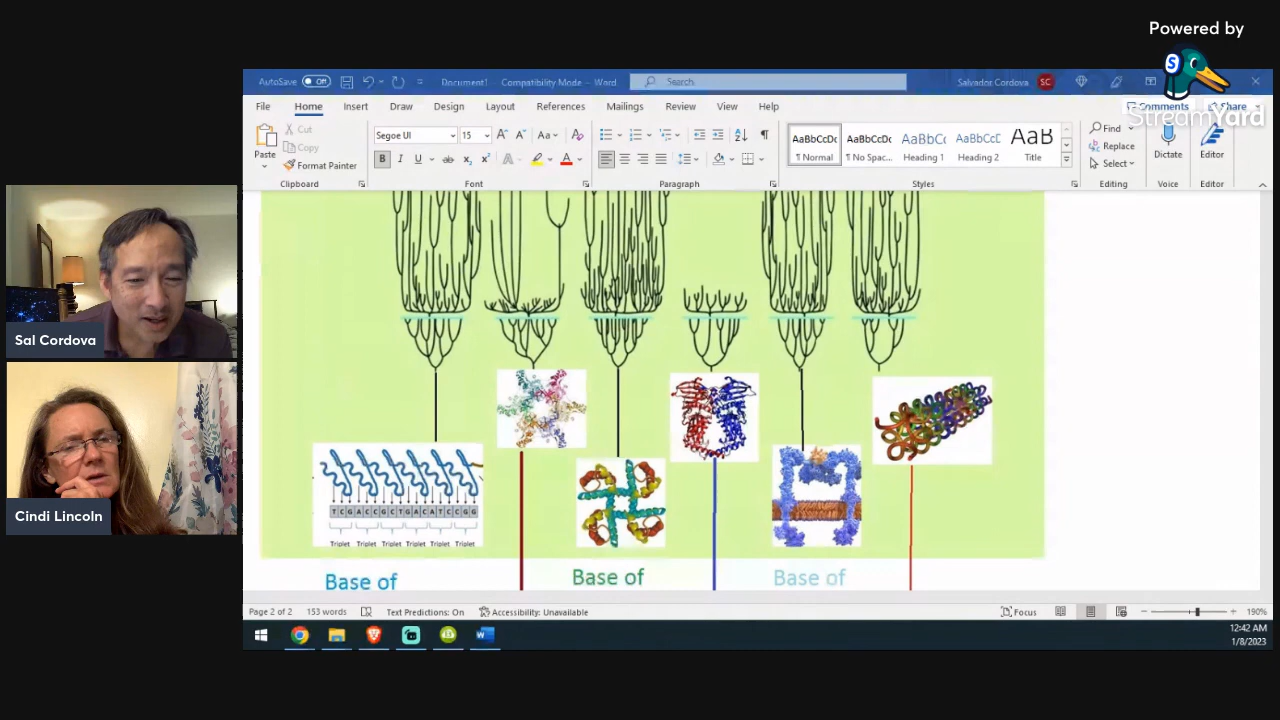 Powered by
StreamYard
AutoSave Off Document1 - Compatibility Mode - Word Search Salvador Cordova SC
File Home Insert Draw Design Layout References Mailings Review View Help Comments Share
Paste Cut Copy Format Painter
Segoe UI 15
AaBbCcDc AaBbCcDc AaBbCc AaBbCcD AaB
¶ Normal ¶ No Spac... Heading 1 Heading 2 Title
Find Replace Select Dictate Editor
Clipboard Font Paragraph Styles Editing Voice Editor
Sal Cordova
Cindi Lincoln
T C G A C C G C T G A C A T C C G G
Triplet Triplet Triplet Triplet Triplet Triplet
Base of Base of Base of
Page 2 of 2 153 words Text Predictions: On Accessibility: Unavailable Focus 190%
12:42 AM
1/8/2023